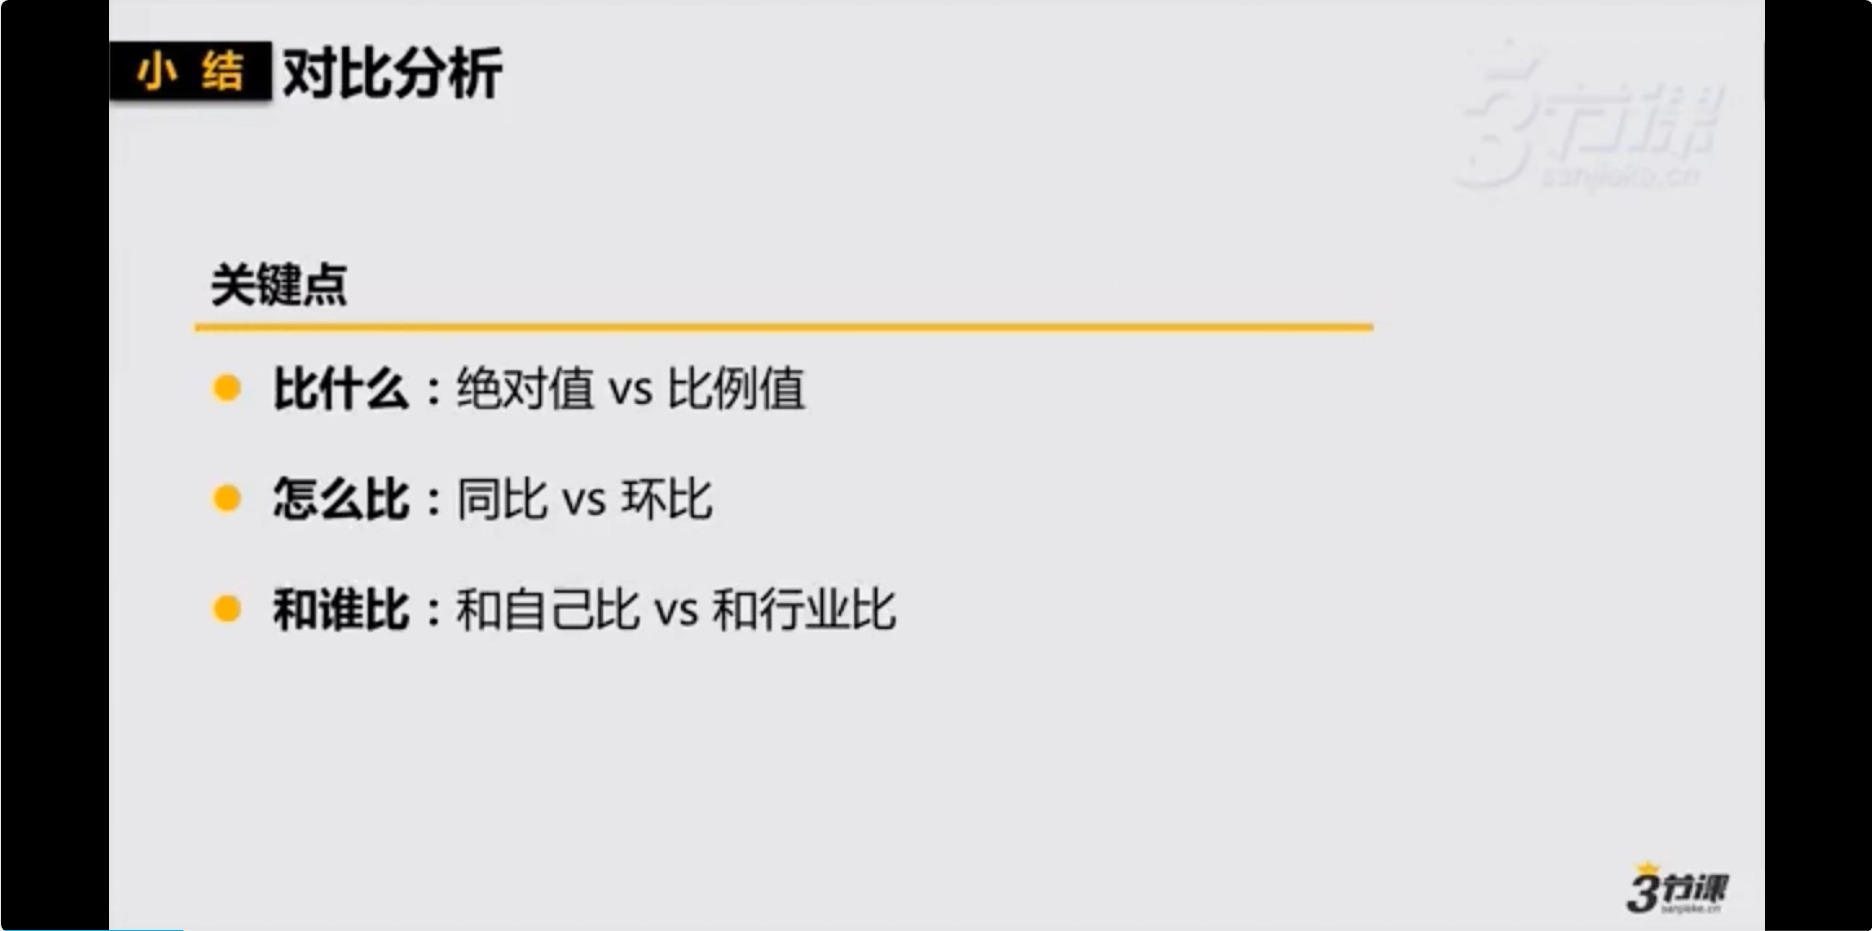 小 结 对比分析
3节课
sanjieke.cn
关键点
比什么：绝对值 vs 比例值
怎么比：同比 vs 环比
和谁比：和自己比 vs 和行业比
3节课
sanjieke.cn